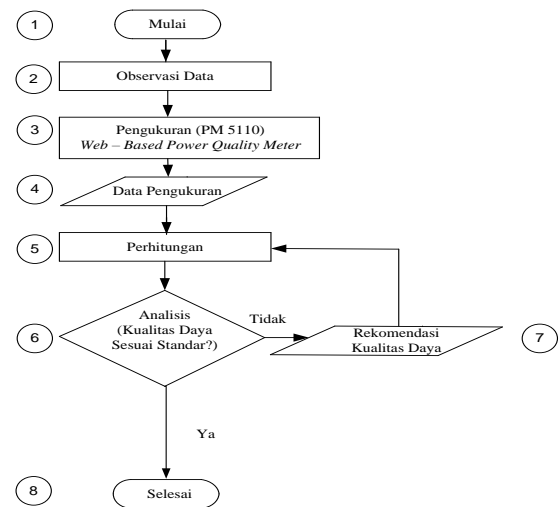 1
Mulai
2
Observasi Data
3
Pengukuran (PM 5110)
Web – Based Power Quality Meter
4
Data Pengukuran
5
Perhitungan
6
Analisis
(Kualitas Daya
Sesuai Standar?)
Tidak
Rekomendasi
Kualitas Daya
7
Ya
8
Selesai